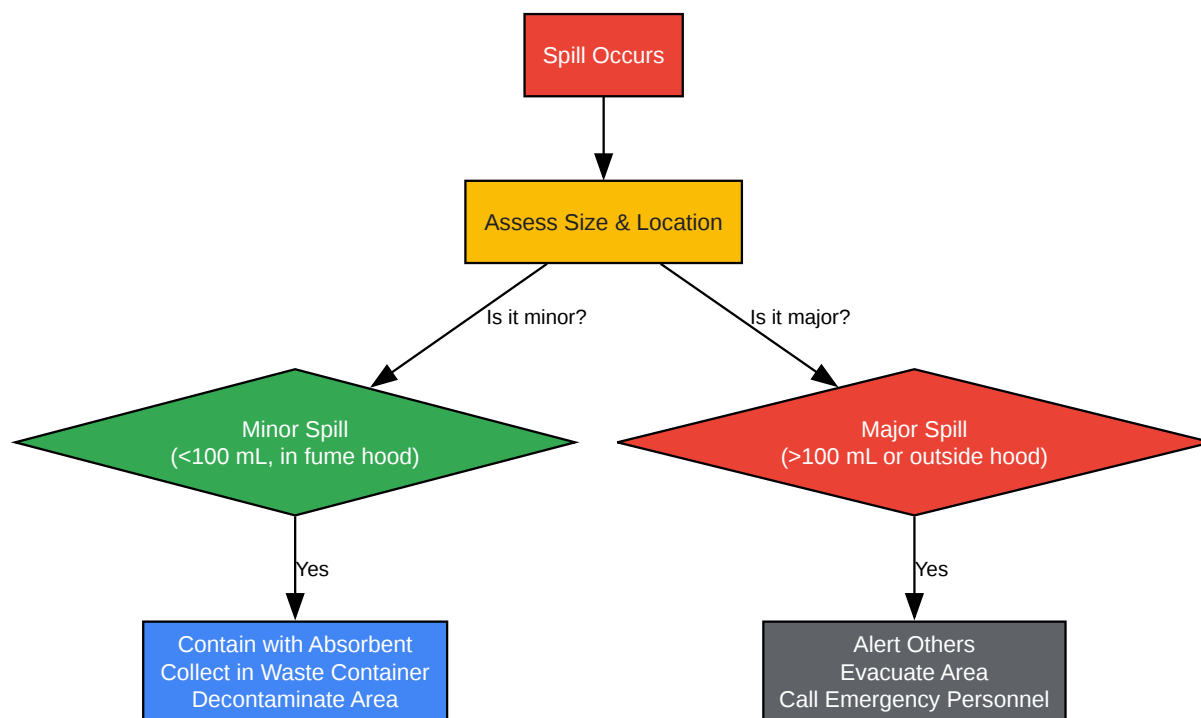 Spill Occurs
Assess Size & Location
Is it minor?
Is it major?
Minor Spill
(<100 mL, in fume hood)
Major Spill
(>100 mL or outside hood)
Yes
Yes
Contain with Absorbent
Collect in Waste Container
Decontaminate Area
Alert Others
Evacuate Area
Call Emergency Personnel